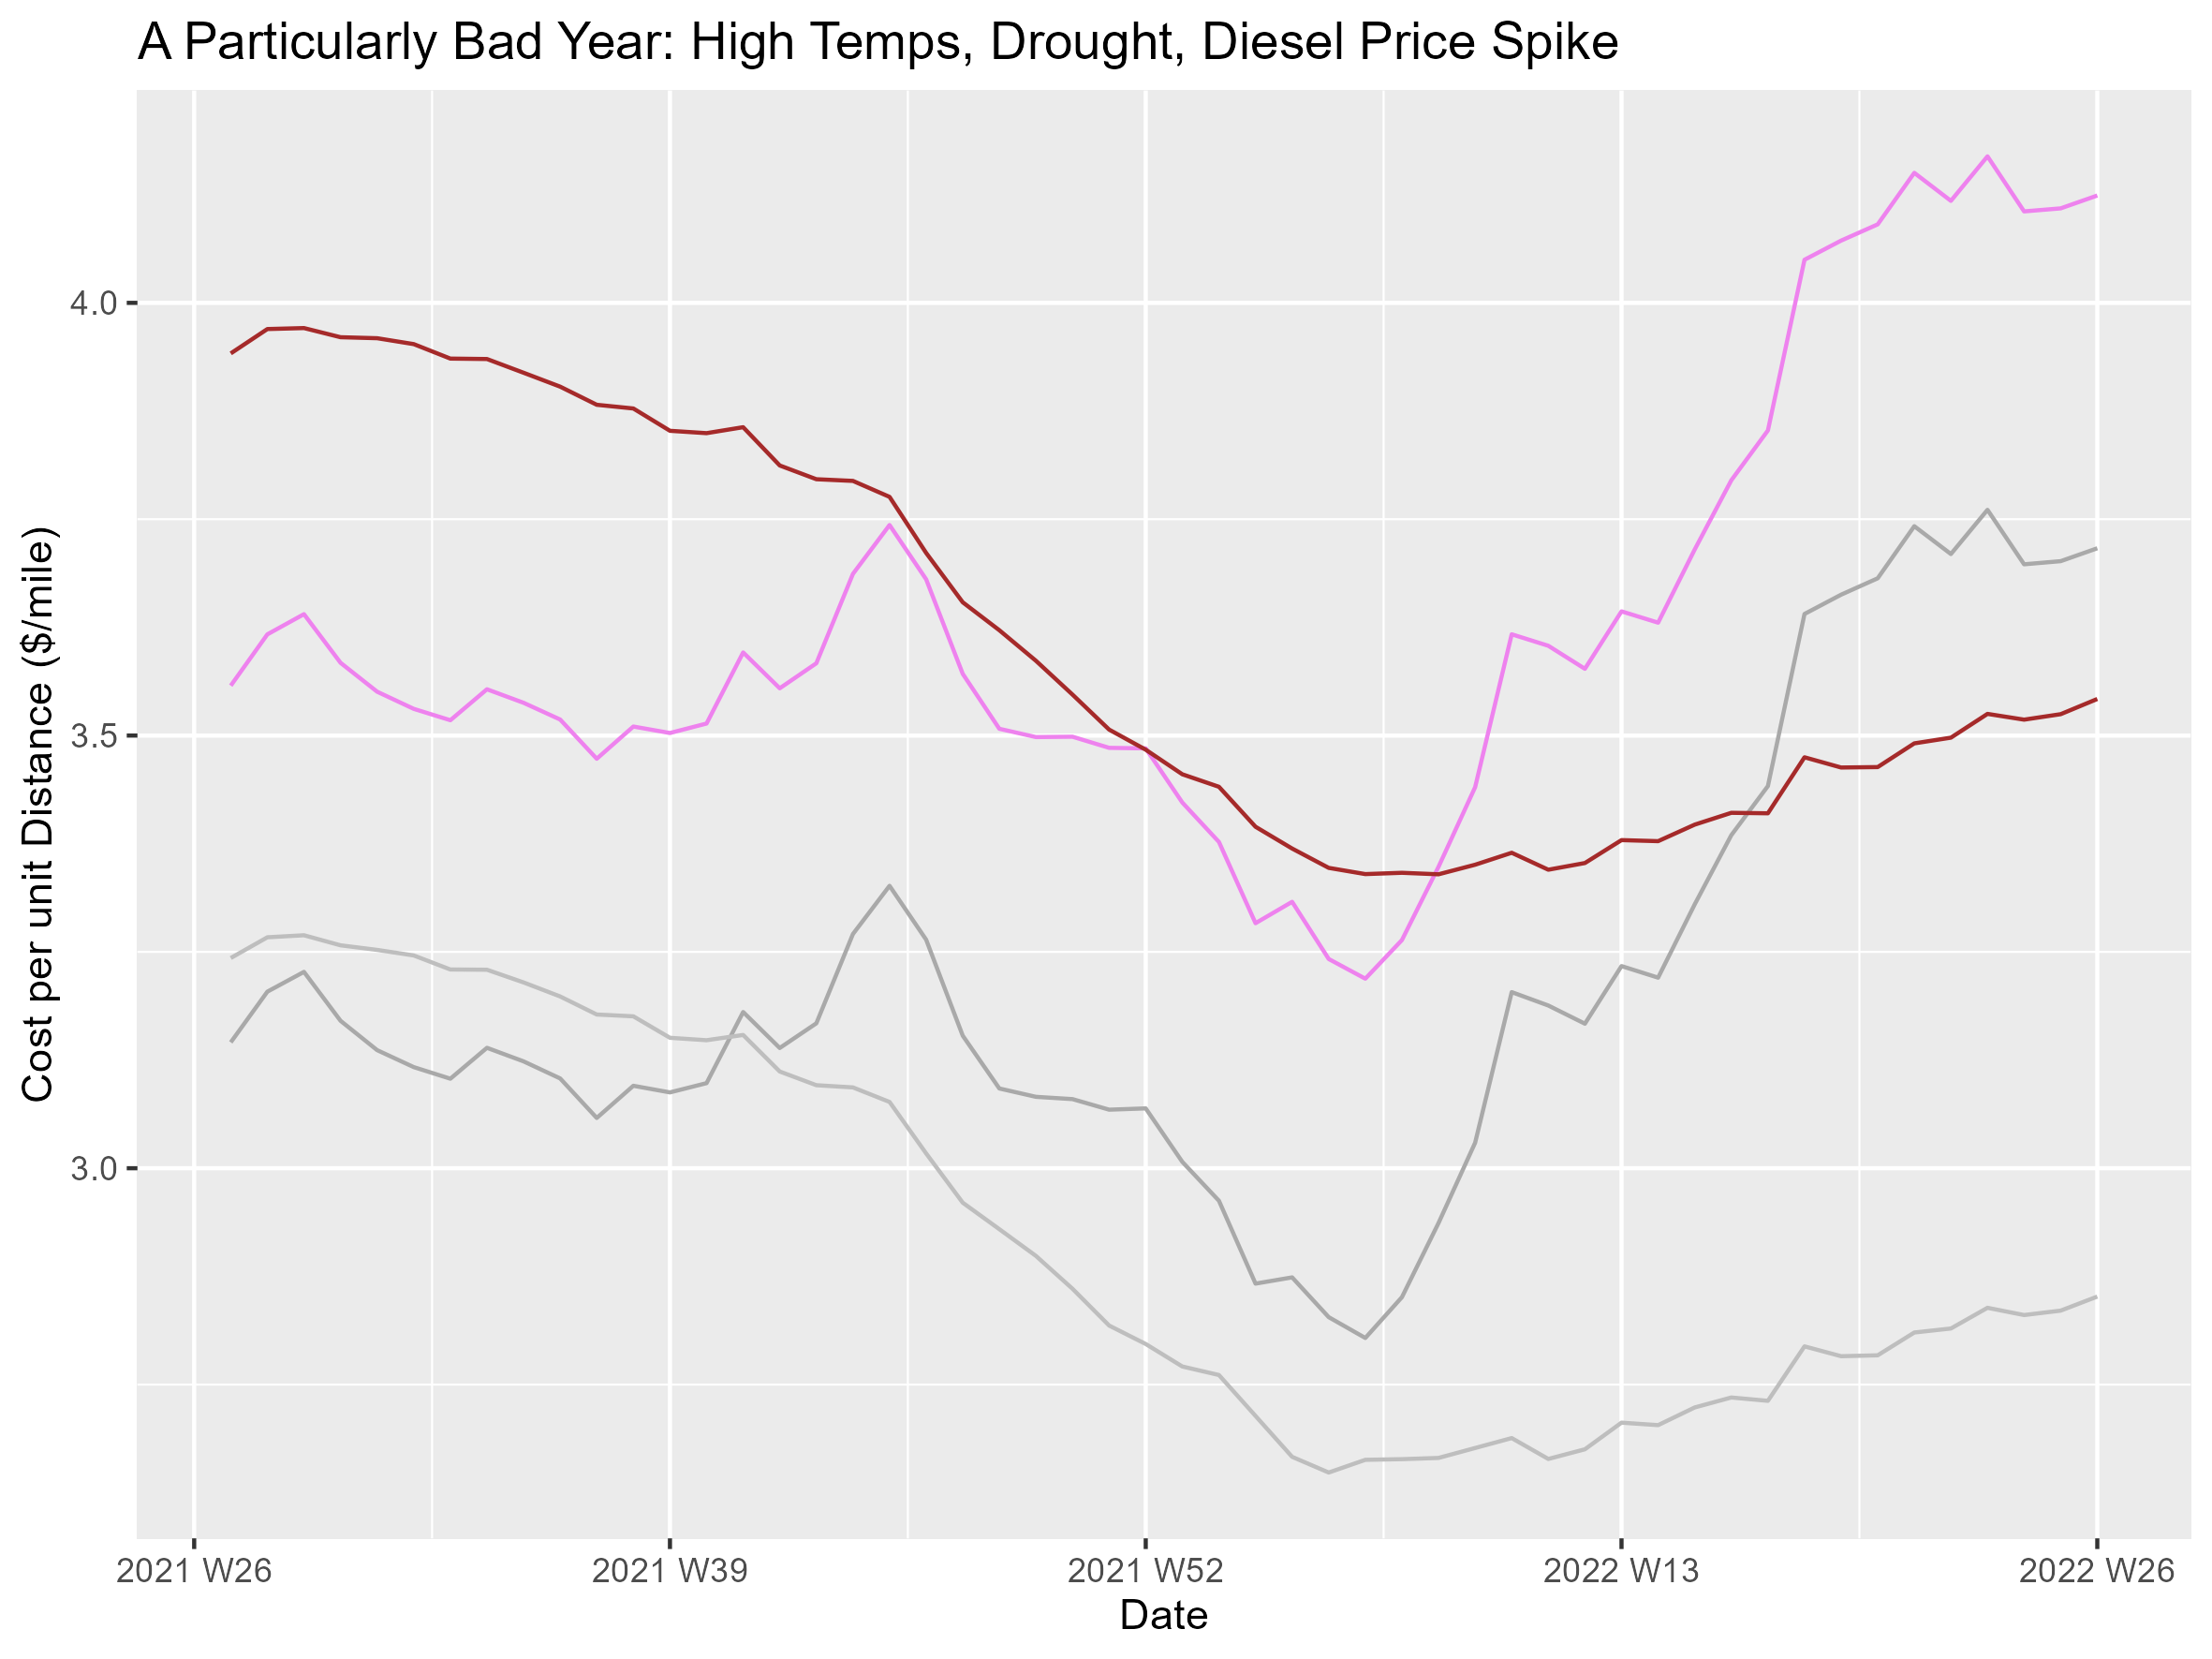 A Particularly Bad Year: High Temps, Drought, Diesel Price Spike
Cost per unit Distance ($/mile)
4.0
3.5
3.0
2021 W26
2021 W39
2021 W52
2022 W13
2022 W26
Date